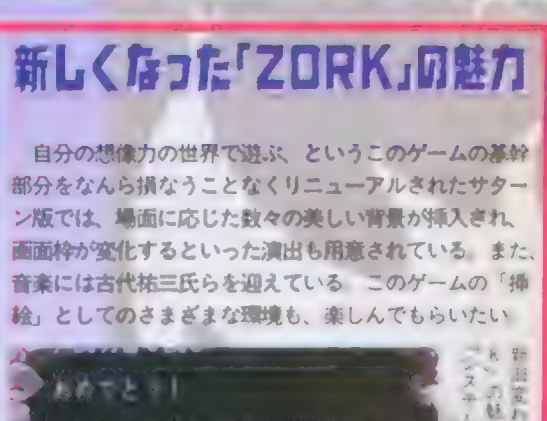 新しくなった「ZORK」の魅力
自分の想像力の世界で遊ぶ、というこのゲームの基幹
部分をなんら損なうことなくリニューアルされたサター
ン版では、場面に応じた数々の美しい背景が挿入され、
画面枠が変化するといった演出も用意されている。また、
音楽には古代祐三氏らを迎えている。このゲームの「挿
絵」としてのさまざまな環境も、楽しんでもらいたい
おめでとう！